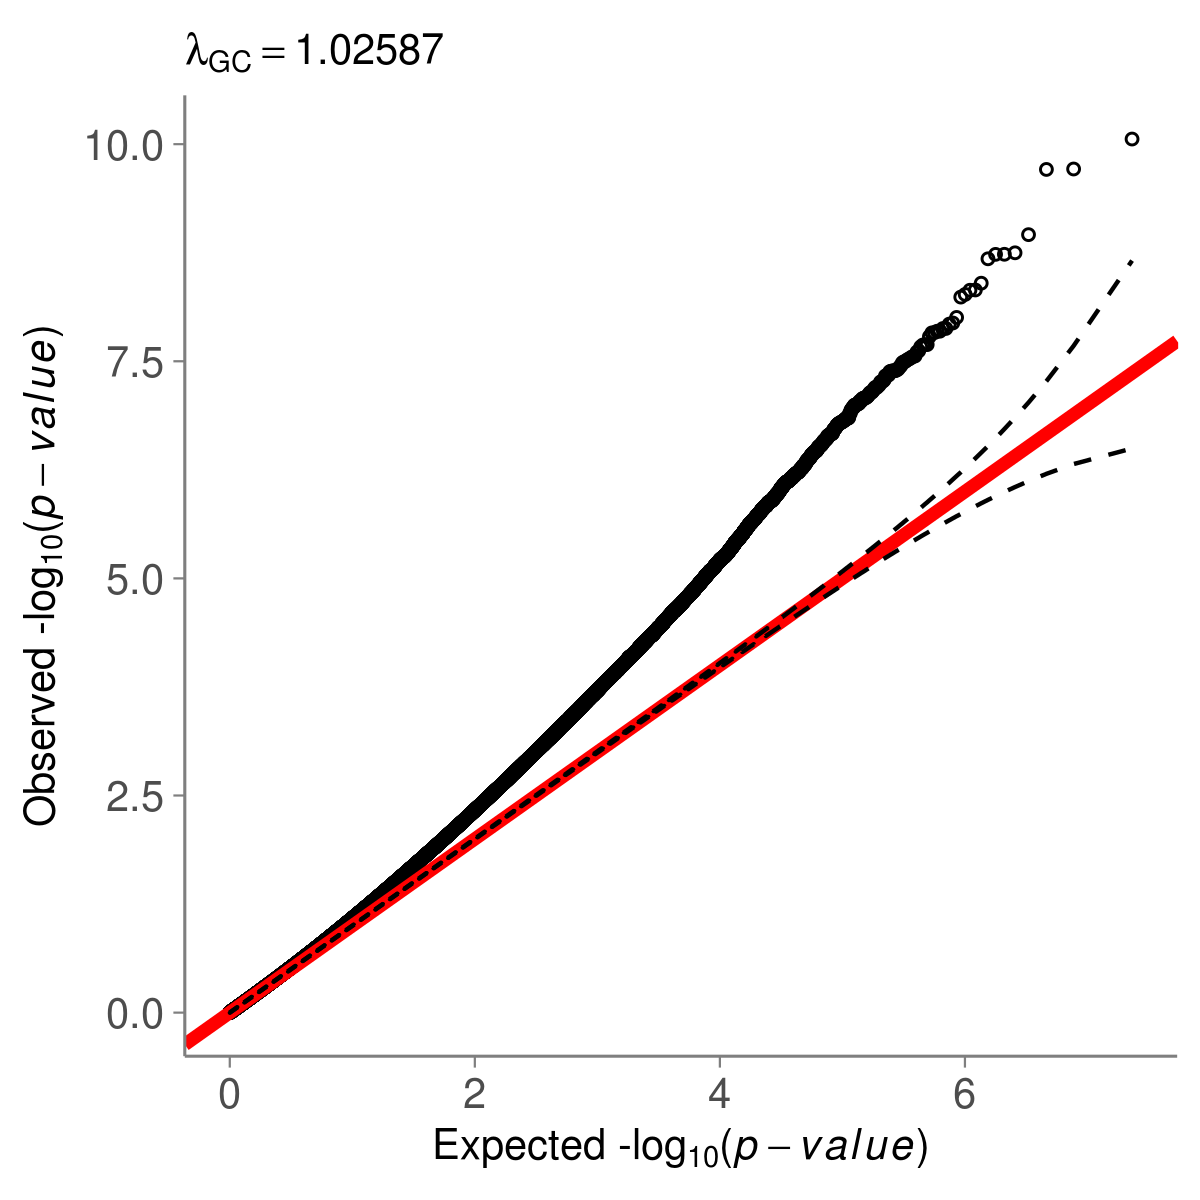 λGC = 1.02587
10.0
7.5
5.0
2.5
0.0
Observed -log10(p − value)
0 2 4 6
Expected -log10(p − value)